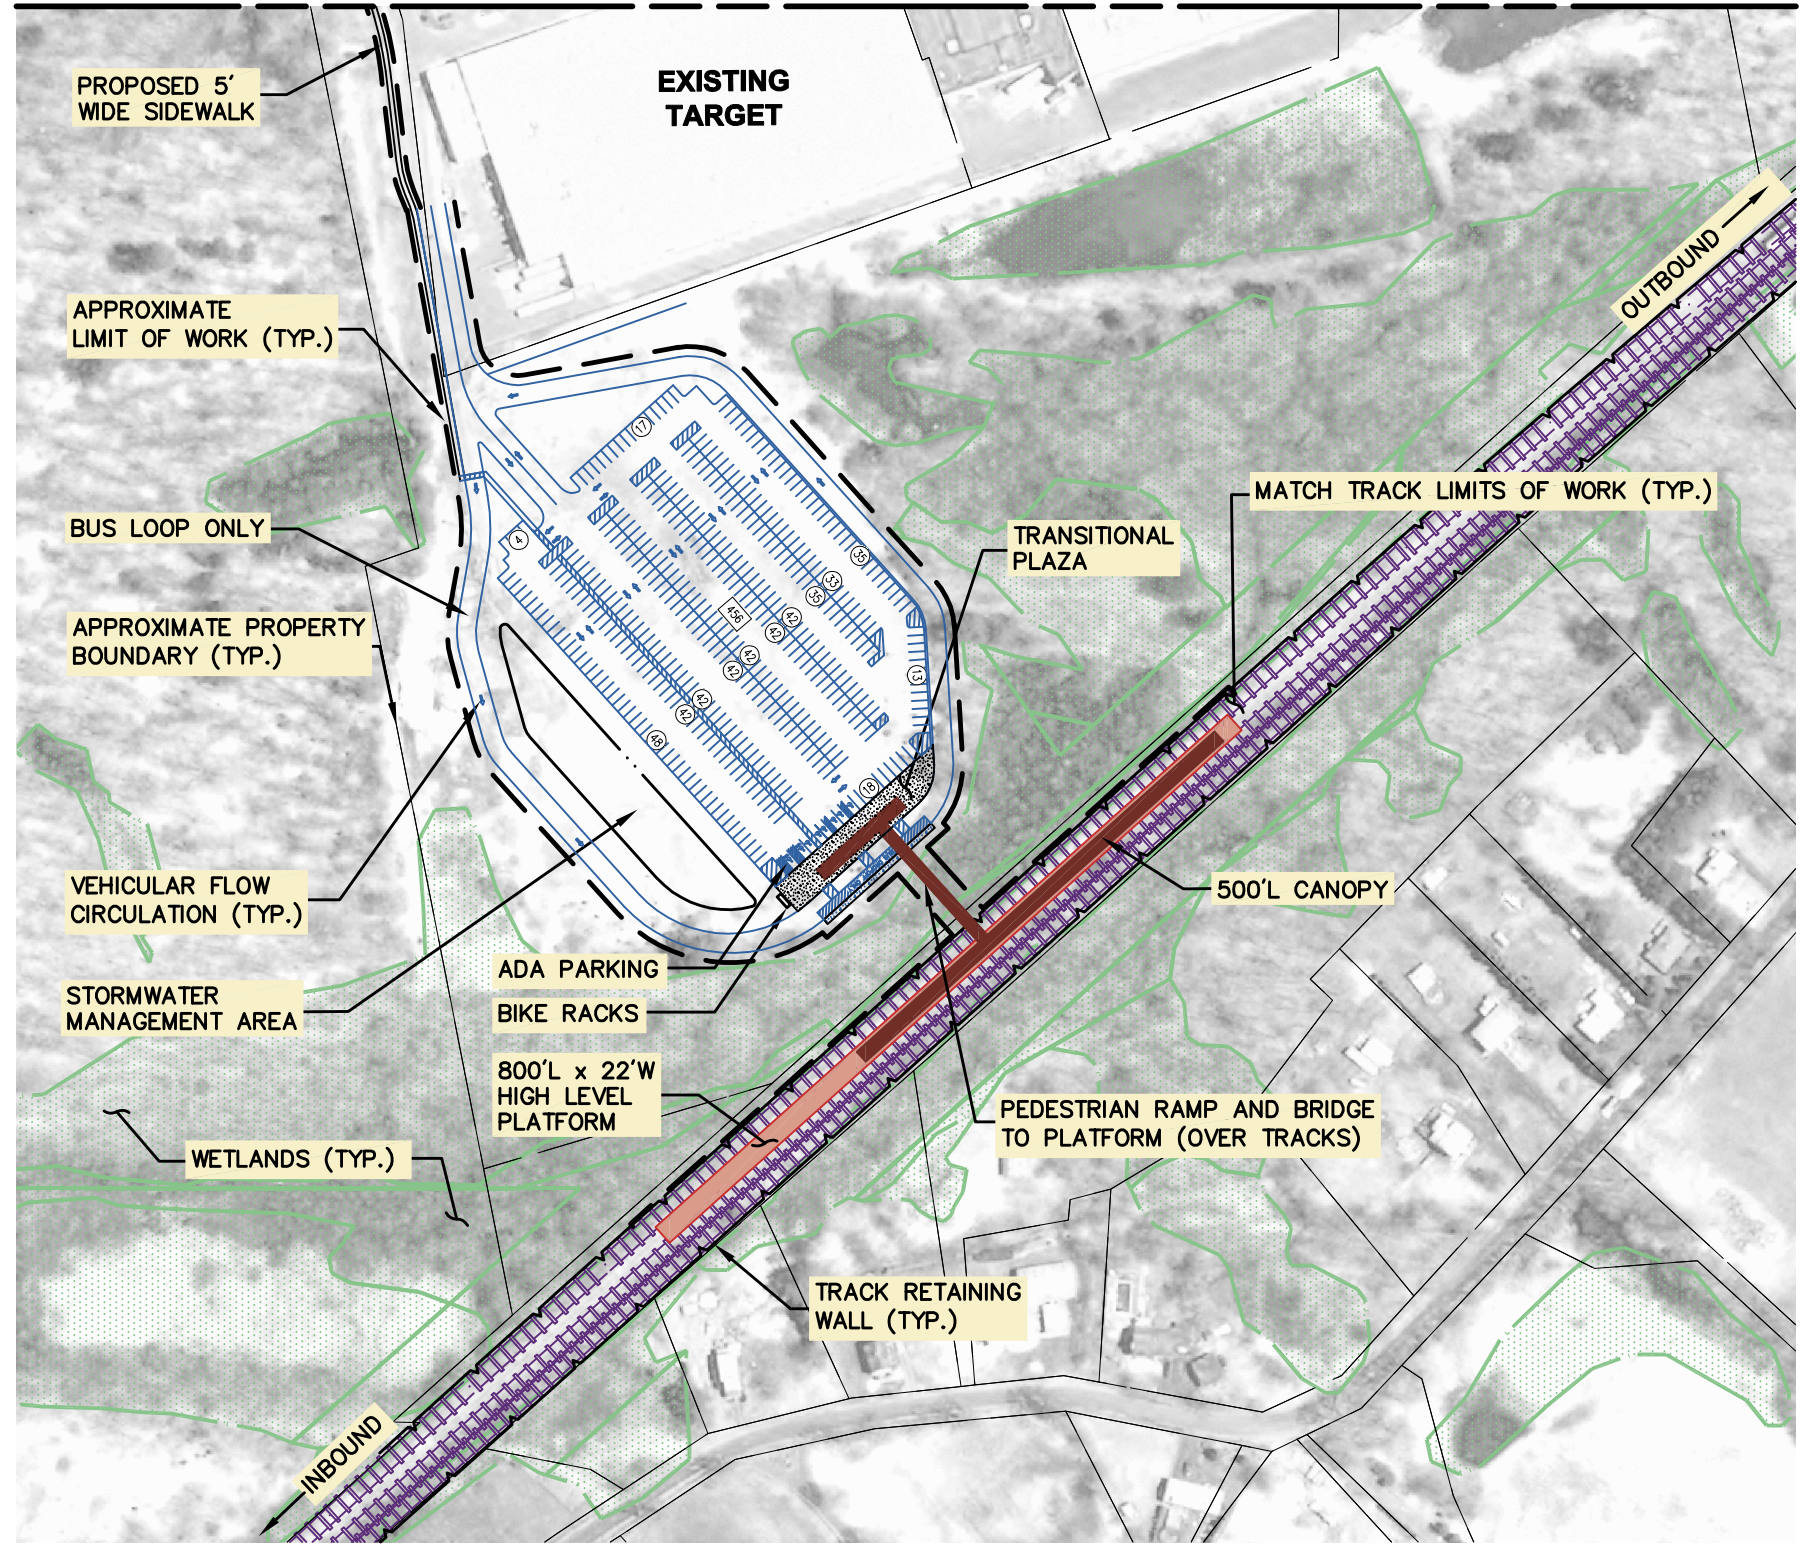 PROPOSED 5'
WIDE SIDEWALK
EXISTING
TARGET
OUTBOUND
APPROXIMATE
LIMIT OF WORK (TYP.)
17
MATCH TRACK LIMITS OF WORK (TYP.)
BUS LOOP ONLY
4
35
TRANSITIONAL
PLAZA
33
35
456
42
42
42
42
42
42
13
48
18
APPROXIMATE PROPERTY
BOUNDARY (TYP.)
VEHICULAR FLOW
CIRCULATION (TYP.)
500'L CANOPY
ADA PARKING
STORMWATER
MANAGEMENT AREA
BIKE RACKS
800'L x 22'W
HIGH LEVEL
PLATFORM
PEDESTRIAN RAMP AND BRIDGE
TO PLATFORM (OVER TRACKS)
WETLANDS (TYP.)
TRACK RETAINING
WALL (TYP.)
INBOUND